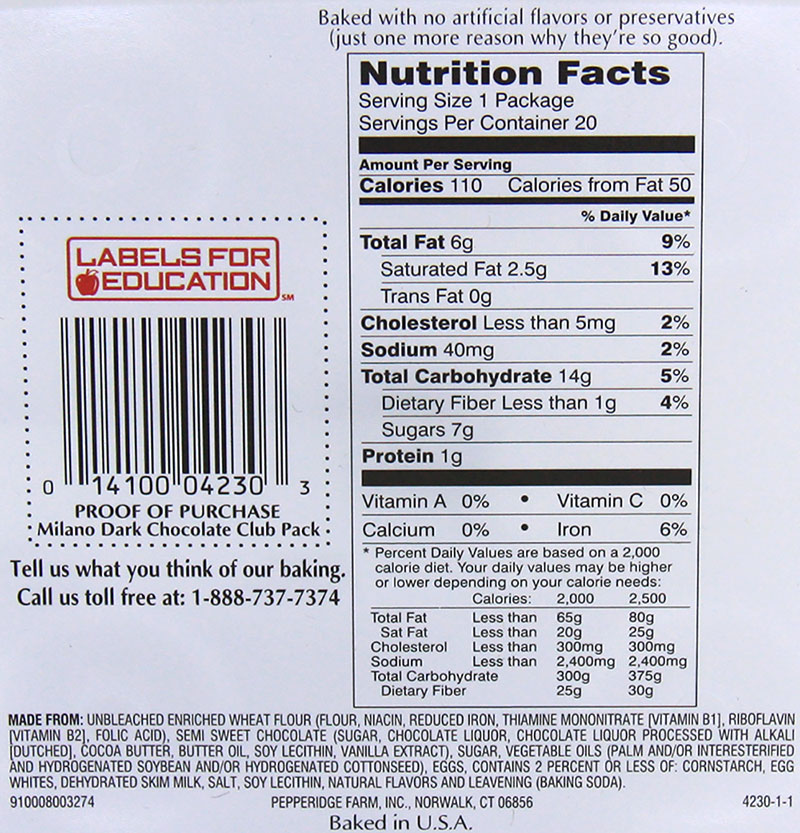 Baked with no artificial flavors or preservatives
(just one more reason why they're so good).
Nutrition Facts
Serving Size 1 Package
Servings Per Container 20
Amount Per Serving
Calories 110 Calories from Fat 50
% Daily Value*
Total Fat 6g 9%
Saturated Fat 2.5g 13%
Trans Fat 0g
Cholesterol Less than 5mg 2%
Sodium 40mg 2%
Total Carbohydrate 14g 5%
Dietary Fiber Less than 1g 4%
Sugars 7g
Protein 1g
Vitamin A 0% • Vitamin C 0%
Calcium 0% • Iron 6%
* Percent Daily Values are based on a 2,000
calorie diet. Your daily values may be higher
or lower depending on your calorie needs:
Calories: 2,000 2,500
Total Fat Less than 65g 80g
Sat Fat Less than 20g 25g
Cholesterol Less than 300mg 300mg
Sodium Less than 2,400mg 2,400mg
Total Carbohydrate 300g 375g
Dietary Fiber 25g 30g
LABELS FOR
EDUCATION SM
0 14100 04230 3
PROOF OF PURCHASE
Milano Dark Chocolate Club Pack
Tell us what you think of our baking.
Call us toll free at: 1-888-737-7374
MADE FROM: UNBLEACHED ENRICHED WHEAT FLOUR (FLOUR, NIACIN, REDUCED IRON, THIAMINE MONONITRATE [VITAMIN B1], RIBOFLAVIN
[VITAMIN B2], FOLIC ACID), SEMI SWEET CHOCOLATE (SUGAR, CHOCOLATE LIQUOR, CHOCOLATE LIQUOR PROCESSED WITH ALKALI
[DUTCHED], COCOA BUTTER, BUTTER OIL, SOY LECITHIN, VANILLA EXTRACT), SUGAR, VEGETABLE OILS (PALM AND/OR INTERESTERIFIED
AND HYDROGENATED SOYBEAN AND/OR HYDROGENATED COTTONSEED), EGGS, CONTAINS 2 PERCENT OR LESS OF: CORNSTARCH, EGG
WHITES, DEHYDRATED SKIM MILK, SALT, SOY LECITHIN, NATURAL FLAVORS AND LEAVENING (BAKING SODA).
910008003274 PEPPERIDGE FARM, INC., NORWALK, CT 06856 4230-1-1
Baked in U.S.A.